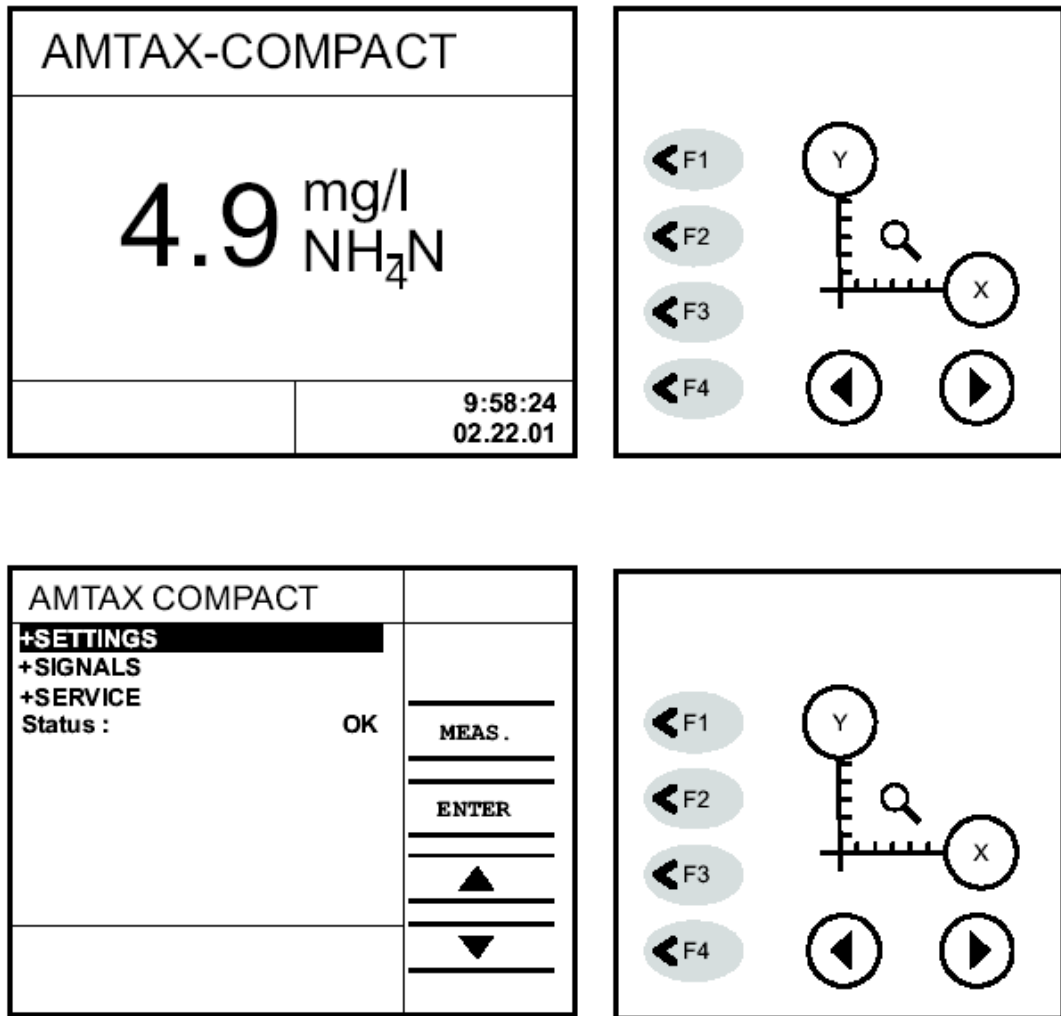 AMTAX-COMPACT
4.9 mg/l
NH4-N
9:58:24
02.22.01
F1
F2
F3
F4
Y
X
AMTAX COMPACT
+SETTINGS
+SIGNALS
+SERVICE
Status : OK
MEAS.
ENTER
F1
F2
F3
F4
Y
X